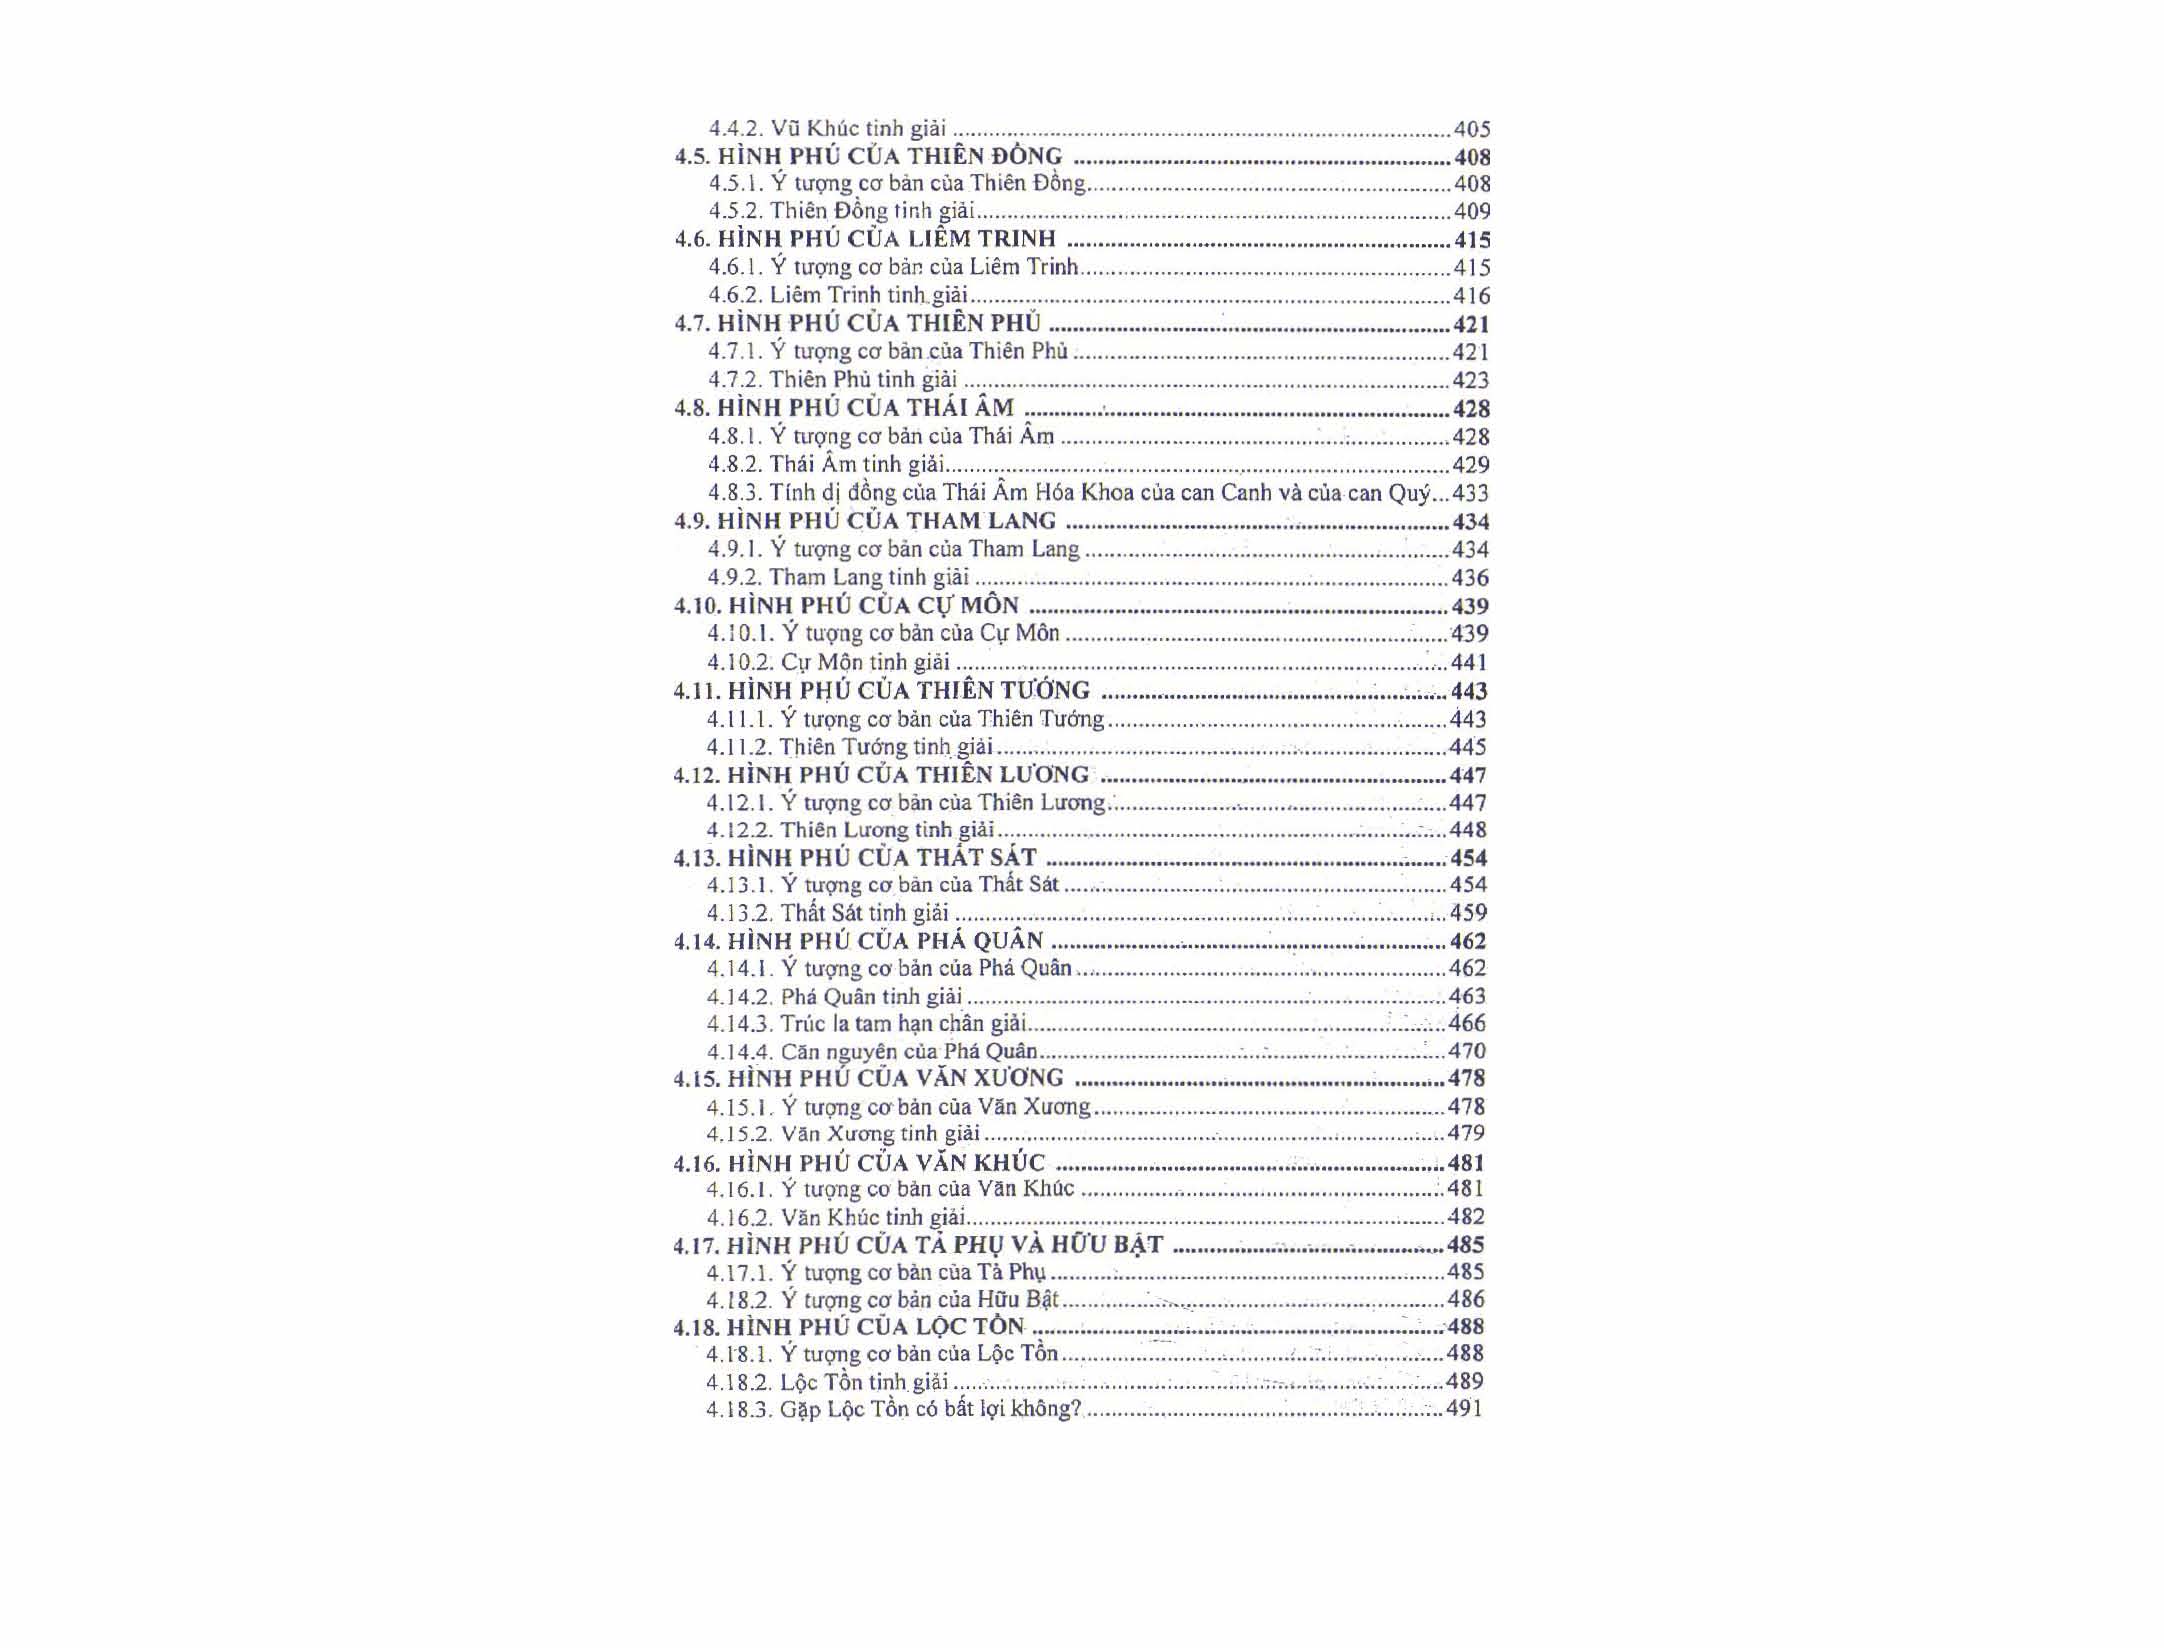 4.4.2. Vũ Khúc tinh giải ........ 405
4.5. HÌNH PHÚ CỦA THIÊN ĐỒNG ........ 408
4.5.1. Ý tượng cơ bản của Thiên Đồng ........ 408
4.5.2. Thiên Đồng tinh giải ........ 409
4.6. HÌNH PHÚ CỦA LIÊM TRINH ........ 415
4.6.1. Ý tượng cơ bản của Liêm Trinh ........ 415
4.6.2. Liêm Trinh tinh giải ........ 416
4.7. HÌNH PHÚ CỦA THIÊN PHỦ ........ 421
4.7.1. Ý tượng cơ bản của Thiên Phủ ........ 421
4.7.2. Thiên Phủ tinh giải ........ 423
4.8. HÌNH PHÚ CỦA THÁI ÂM ........ 428
4.8.1. Ý tượng cơ bản của Thái Âm ........ 428
4.8.2. Thái Âm tinh giải ........ 429
4.8.3. Tính dị đồng của Thái Âm Hóa Khoa của can Canh và của can Quý... 433
4.9. HÌNH PHÚ CỦA THAM LANG ........ 434
4.9.1. Ý tượng cơ bản của Tham Lang ........ 434
4.9.2. Tham Lang tinh giải ........ 436
4.10. HÌNH PHÚ CỦA CỰ MÔN ........ 439
4.10.1. Ý tượng cơ bản của Cự Môn ........ 439
4.10.2. Cự Môn tinh giải ........ 441
4.11. HÌNH PHÚ CỦA THIÊN TƯỚNG ........ 443
4.11.1. Ý tượng cơ bản của Thiên Tướng ........ 443
4.11.2. Thiên Tướng tinh giải ........ 445
4.12. HÌNH PHÚ CỦA THIÊN LƯƠNG ........ 447
4.12.1. Ý tượng cơ bản của Thiên Lương ........ 447
4.12.2. Thiên Lương tinh giải ........ 448
4.13. HÌNH PHÚ CỦA THẤT SÁT ........ 454
4.13.1. Ý tượng cơ bản của Thất Sát ........ 454
4.13.2. Thất Sát tinh giải ........ 459
4.14. HÌNH PHÚ CỦA PHÁ QUÂN ........ 462
4.14.1. Ý tượng cơ bản của Phá Quân ........ 462
4.14.2. Phá Quân tinh giải ........ 463
4.14.3. Trúc la tam hạn chân giải ........ 466
4.14.4. Căn nguyên của Phá Quân ........ 470
4.15. HÌNH PHÚ CỦA VĂN XƯƠNG ........ 478
4.15.1. Ý tượng cơ bản của Văn Xương ........ 478
4.15.2. Văn Xương tinh giải ........ 479
4.16. HÌNH PHÚ CỦA VĂN KHÚC ........ 481
4.16.1. Ý tượng cơ bản của Văn Khúc ........ 481
4.16.2. Văn Khúc tinh giải ........ 482
4.17. HÌNH PHÚ CỦA TẢ PHỤ VÀ HỮU BẬT ........ 485
4.17.1. Ý tượng cơ bản của Tả Phụ ........ 485
4.18.2. Ý tượng cơ bản của Hữu Bật ........ 486
4.18. HÌNH PHÚ CỦA LỘC TỒN ........ 488
4.18.1. Ý tượng cơ bản của Lộc Tồn ........ 488
4.18.2. Lộc Tồn tinh giải ........ 489
4.18.3. Gặp Lộc Tồn có bất lợi không? ........ 491